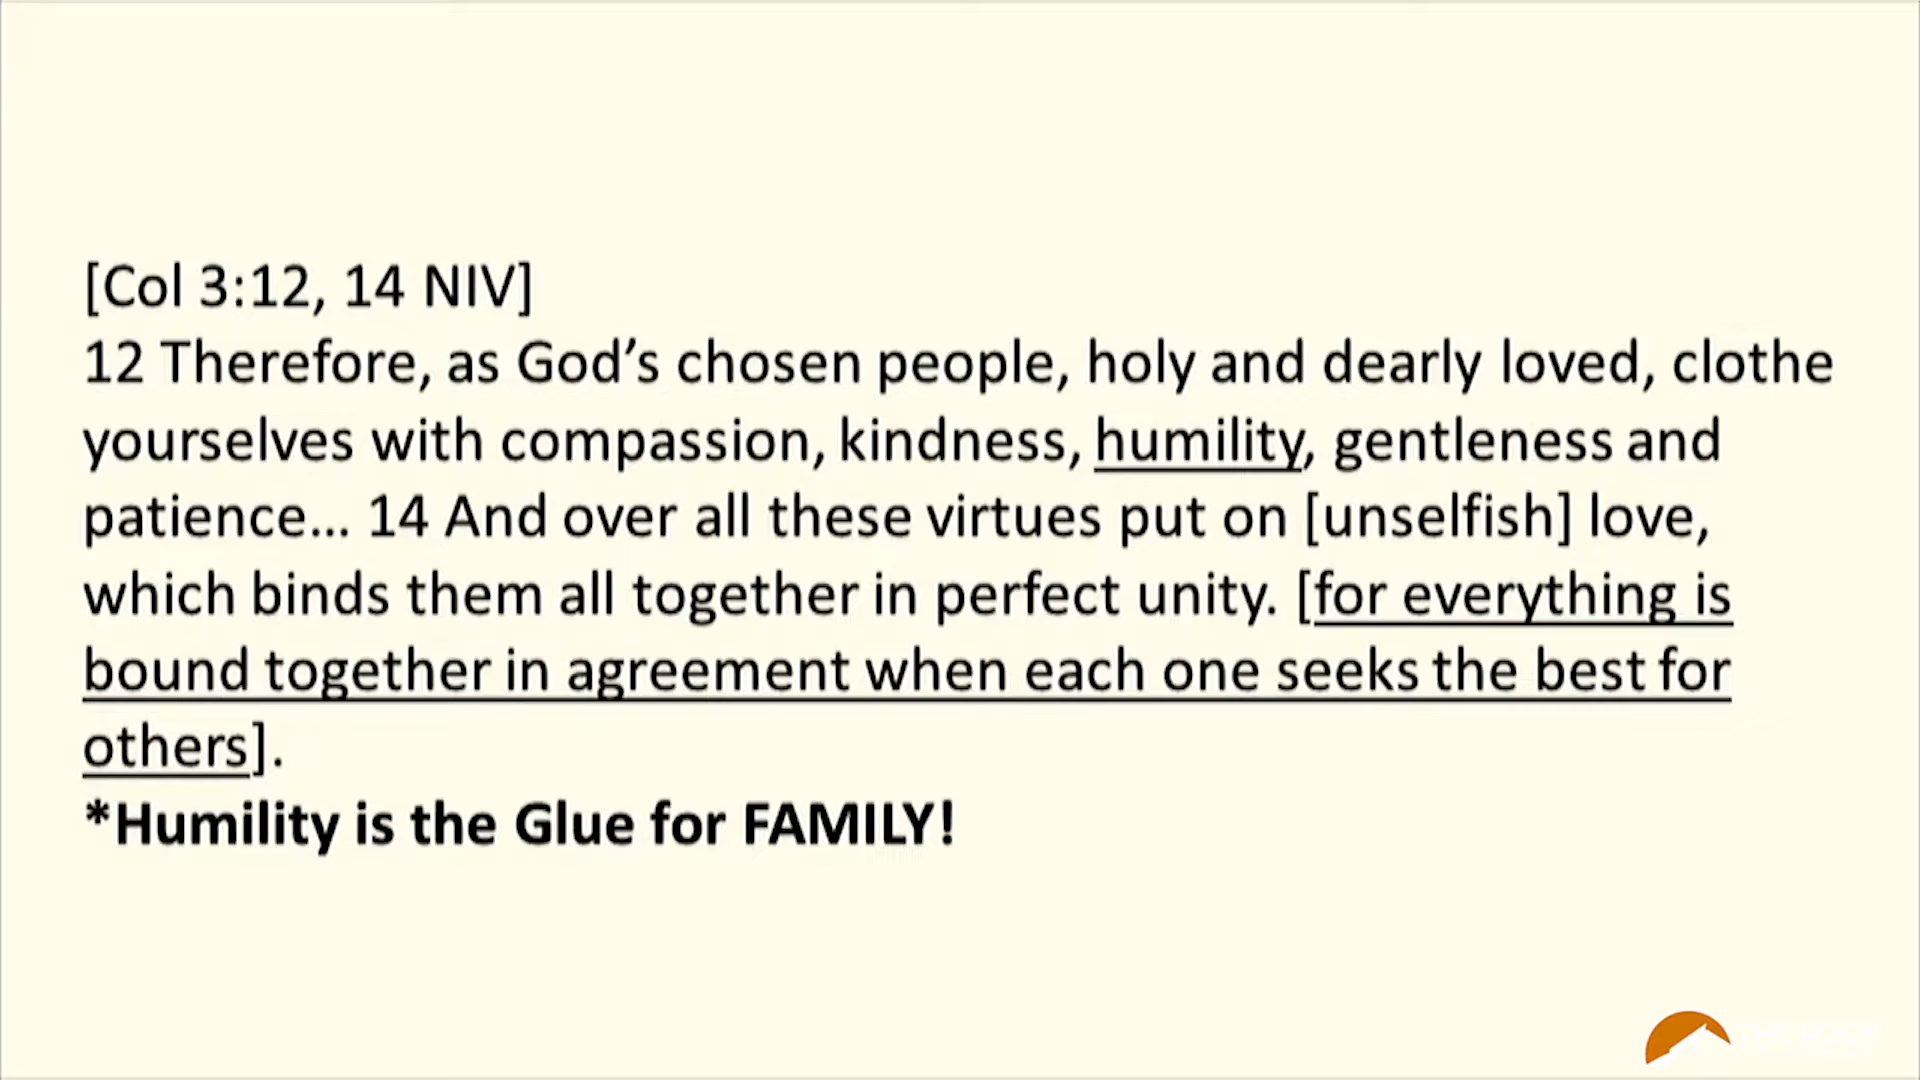 [Col 3:12, 14 NIV]
12 Therefore, as God’s chosen people, holy and dearly loved, clothe
yourselves with compassion, kindness, humility, gentleness and
patience... 14 And over all these virtues put on [unselfish] love,
which binds them all together in perfect unity. [for everything is
bound together in agreement when each one seeks the best for
others].
*Humility is the Glue for FAMILY!